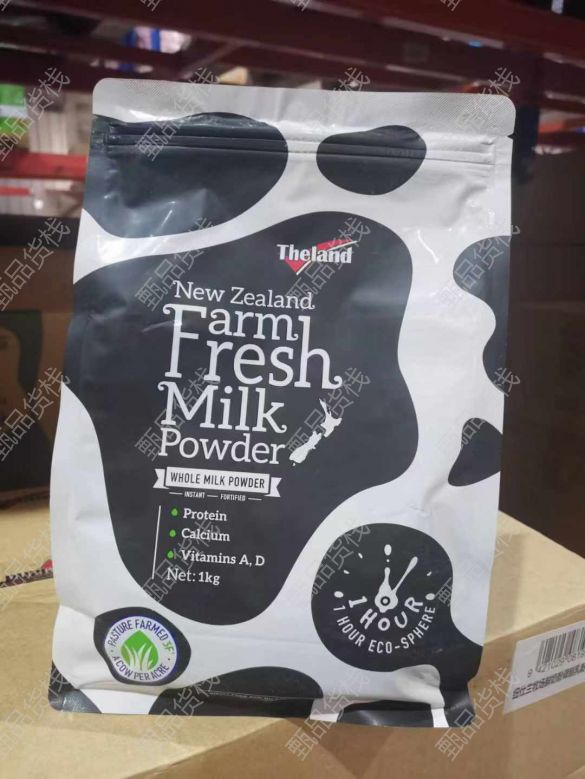 Theland
New Zealand
Farm
Fresh
Milk
Powder
WHOLE MILK POWDER
INSTANT — FORTIFIED
Protein
Calcium
Vitamins A, D
Net: 1kg
1 HOUR
1 HOUR ECO-SPHERE
PASTURE FARMED
A COW PER ACRE
甄品货栈